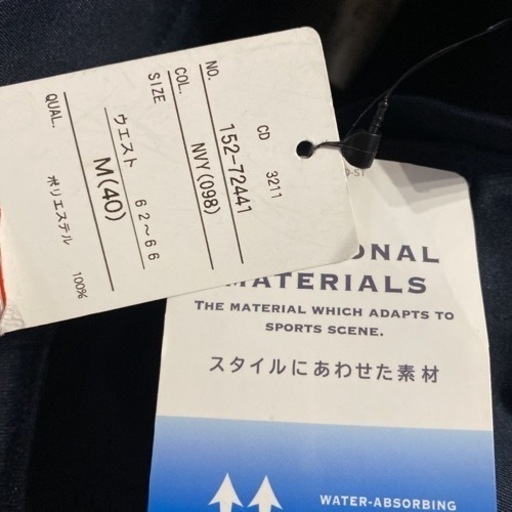 CD 3211
NO. 152-72441
COL. NVY(098)
SIZE
ウエスト 62～66
M(40)
QUAL. ポリエステル 100%
MATERIALS
THE MATERIAL WHICH ADAPTS TO
SPORTS SCENE.
スタイルにあわせた素材
WATER-ABSORBING